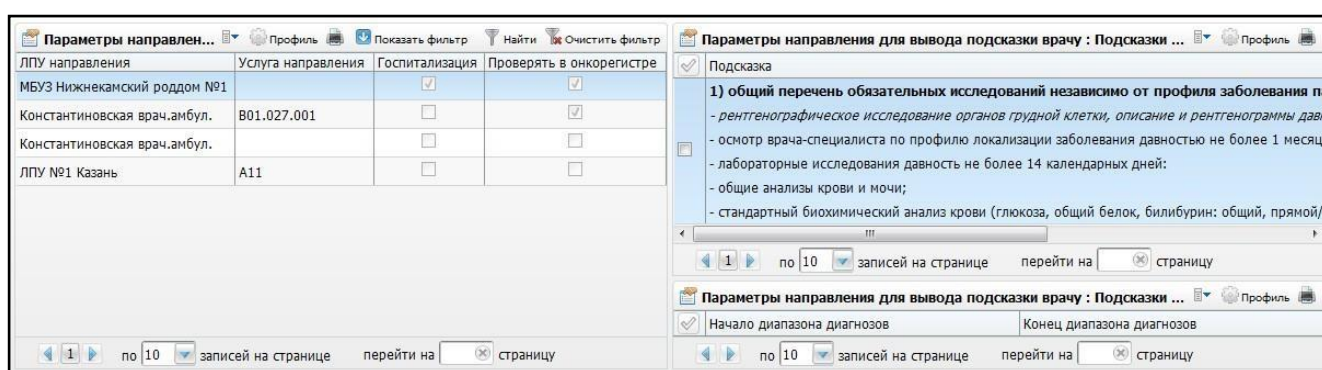 Параметры направлен... Профиль Показать фильтр Найти Очистить фильтр
ЛПУ направления Услуга направления Госпитализация Проверять в онкорегистре
МБУЗ Нижнекамский роддом №1
Константиновская врач.амбул. B01.027.001
Константиновская врач.амбул.
ЛПУ №1 Казань A11
1 по 10 записей на странице перейти на страницу
Параметры направления для вывода подсказки врачу : Подсказки ... Профиль
Подсказка
1) общий перечень обязательных исследований независимо от профиля заболевания п
- рентгенографическое исследование органов грудной клетки, описание и рентгенограммы дав
- осмотр врача-специалиста по профилю локализации заболевания давностью не более 1 месяц
- лабораторные исследования давность не более 14 календарных дней:
- общие анализы крови и мочи;
- стандартный биохимический анализ крови (глюкоза, общий белок, билибурин: общий, прямой/
1 по 10 записей на странице перейти на страницу
Параметры направления для вывода подсказки врачу : Подсказки ... Профиль
Начало диапазона диагнозов Конец диапазона диагнозов
по 10 записей на странице перейти на страницу